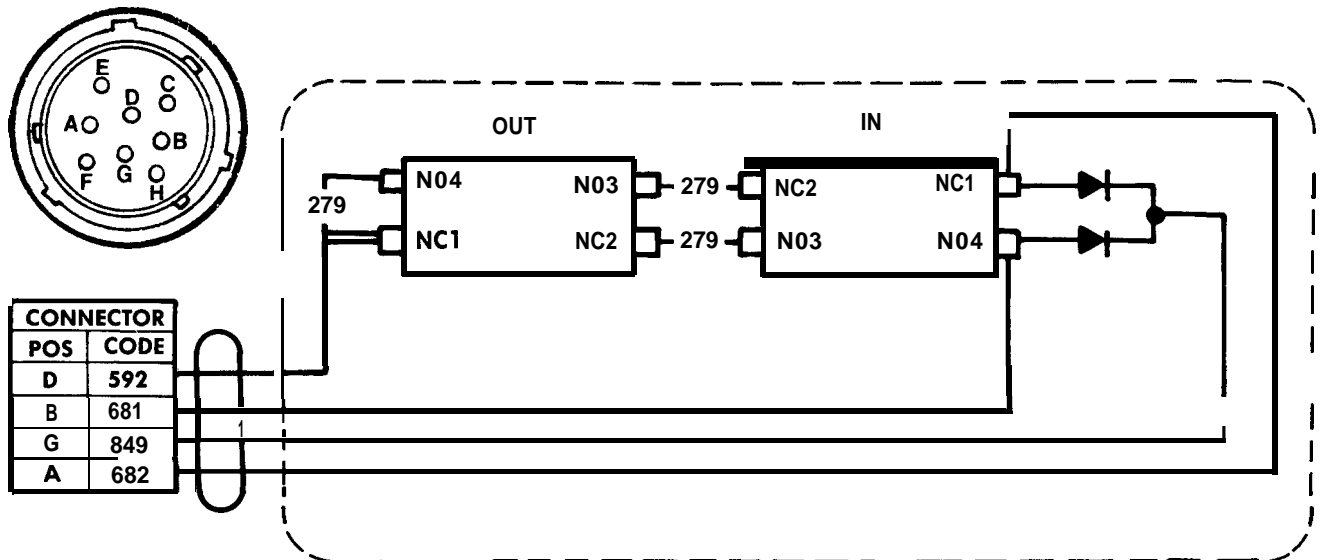 E
C
D
A
B
F
G
H
OUT
IN
N04
N03
279
NC2
NC1
279
NC1
NC2
279
N03
N04
CONNECTOR
POS CODE
D 592
B 681
G 849
A 682
1